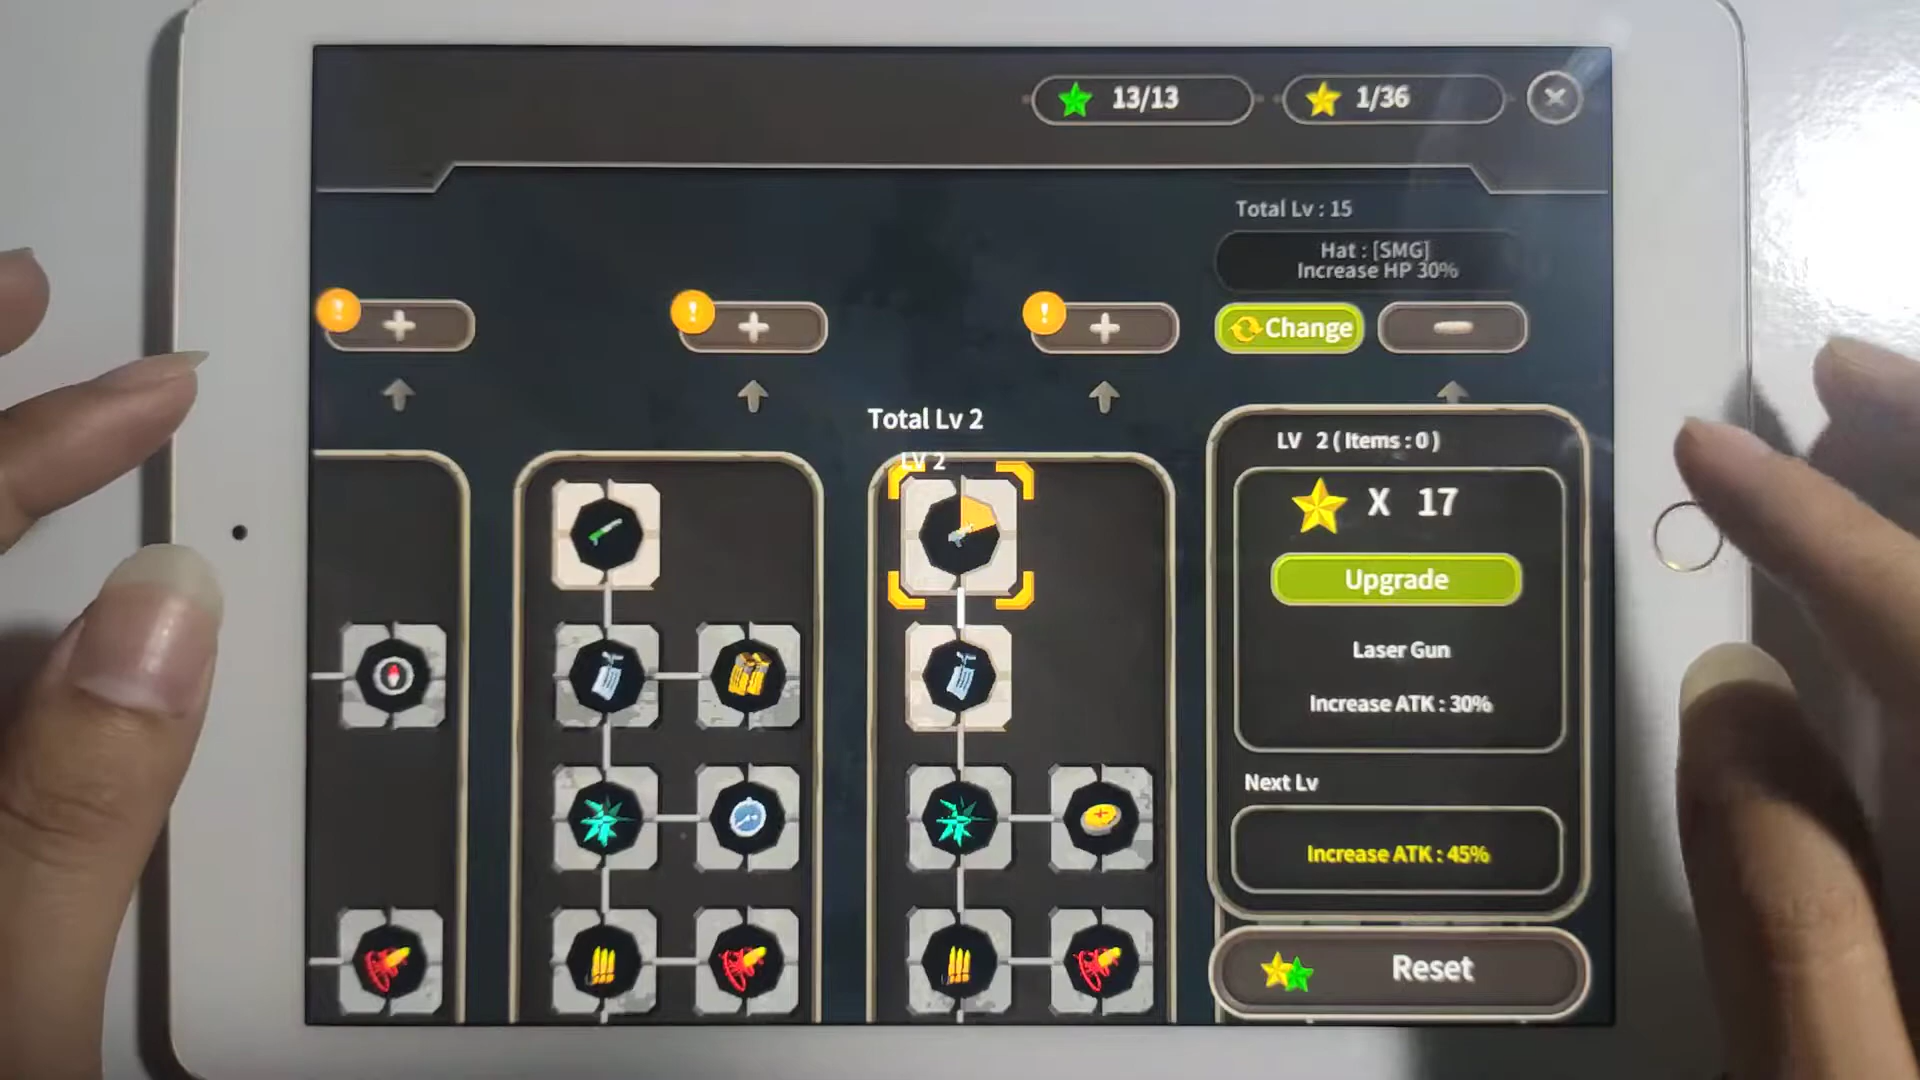 13/13
1/36
Total Lv : 15
Hat : [SMG]
Increase HP 30%
!
!
!
Change
Total Lv 2
LV 2
LV 2 ( Items : 0 )
X 17
Upgrade
Laser Gun
Increase ATK : 30%
Next Lv
Increase ATK : 45%
Reset